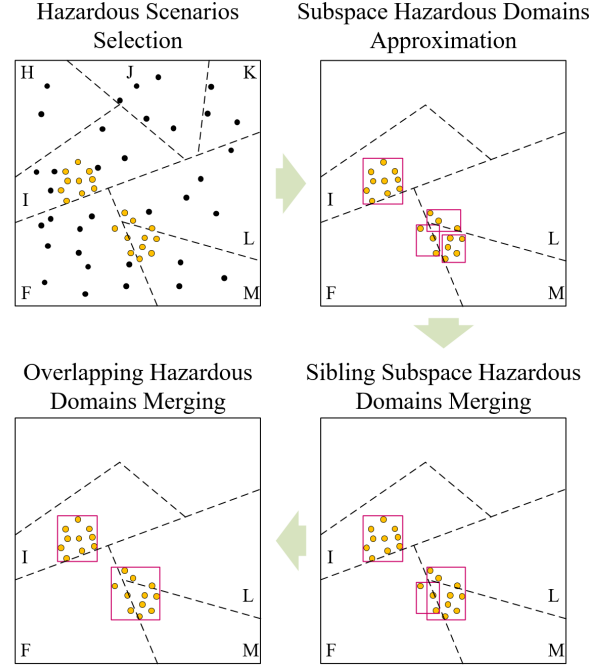 Hazardous Scenarios
Selection
H
J
K
I
L
F
M
Subspace Hazardous Domains
Approximation
I
L
F
M
Overlapping Hazardous
Domains Merging
I
L
F
M
Sibling Subspace Hazardous
Domains Merging
I
L
F
M